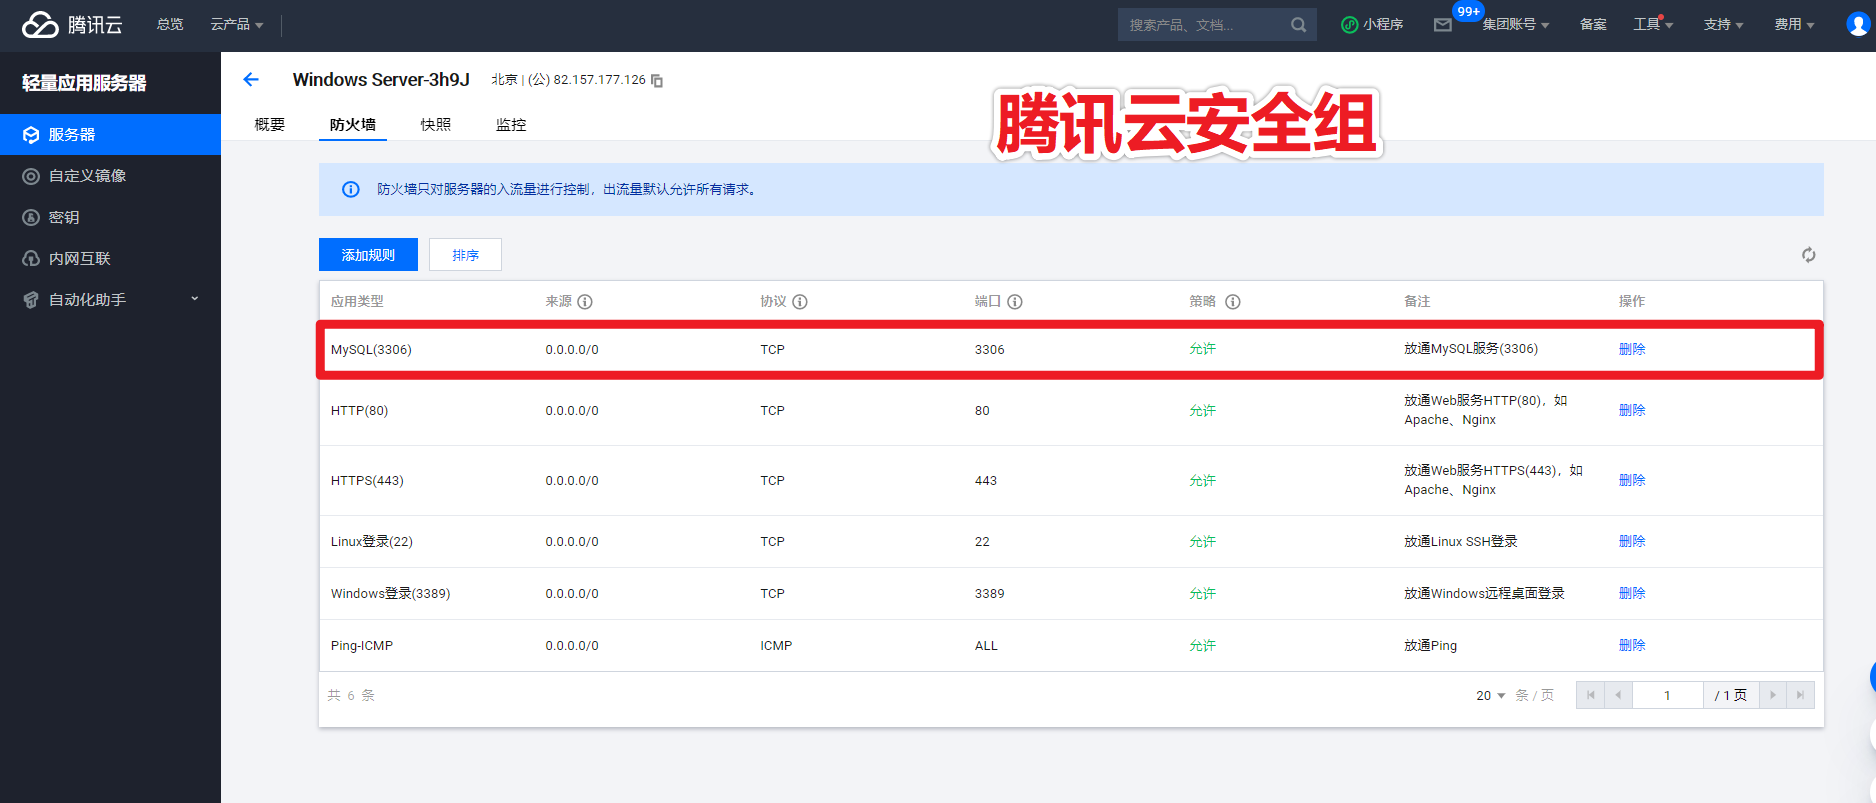 腾讯云 总览 云产品 搜索产品、文档... 小程序 99+ 集团账号 备案 工具 支持 费用
轻量应用服务器
服务器
自定义镜像
密钥
内网互联
自动化助手
Windows Server-3h9J 北京 | (公) 82.157.177.126
腾讯云安全组
概要 防火墙 快照 监控
防火墙只对服务器的入流量进行控制，出流量默认允许所有请求。
添加规则 排序
应用类型 来源 协议 端口 策略 备注 操作
MySQL(3306) 0.0.0.0/0 TCP 3306 允许 放通MySQL服务(3306) 删除
HTTP(80) 0.0.0.0/0 TCP 80 允许 放通Web服务HTTP(80)，如
Apache、Nginx 删除
HTTPS(443) 0.0.0.0/0 TCP 443 允许 放通Web服务HTTPS(443)，如
Apache、Nginx 删除
Linux登录(22) 0.0.0.0/0 TCP 22 允许 放通Linux SSH登录 删除
Windows登录(3389) 0.0.0.0/0 TCP 3389 允许 放通Windows远程桌面登录 删除
Ping-ICMP 0.0.0.0/0 ICMP ALL 允许 放通Ping 删除
共 6 条 20 条 / 页 1 / 1 页